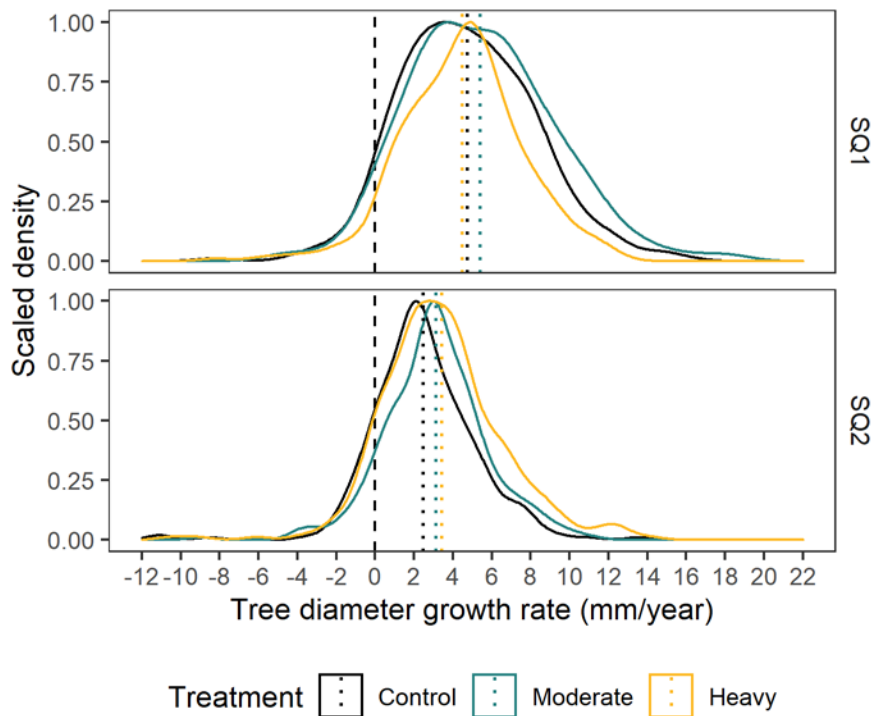 1.00
0.75
0.50
0.25
0.00
SQ1
1.00
0.75
0.50
0.25
0.00
SQ2
Scaled density
-12 -10 -8 -6 -4 -2 0 2 4 6 8 10 12 14 16 18 20 22
Tree diameter growth rate (mm/year)
Treatment Control Moderate Heavy